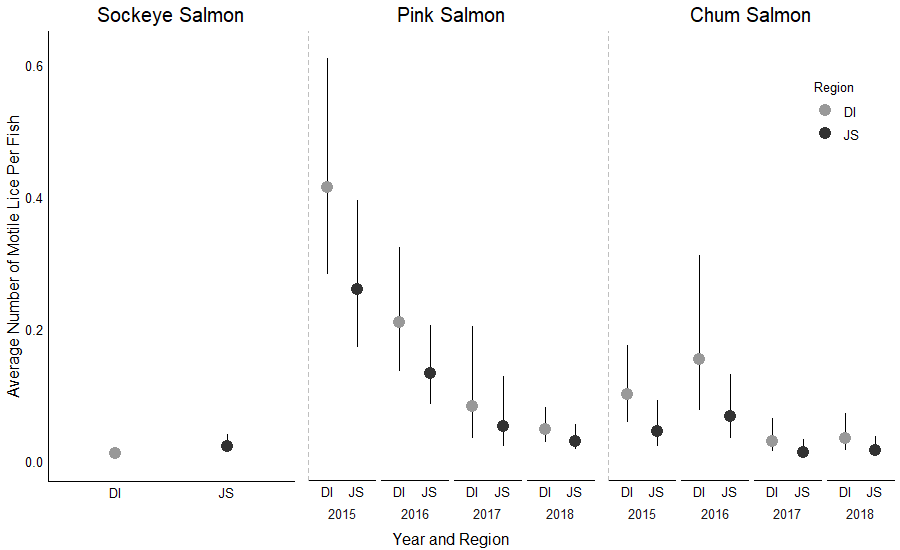 Sockeye Salmon
Pink Salmon
Chum Salmon
Average Number of Motile Lice Per Fish
0.6
0.4
0.2
0.0
Region
DI
JS
DI JS
DI JS DI JS DI JS DI JS
DI JS DI JS DI JS DI JS
2015 2016 2017 2018
2015 2016 2017 2018
Year and Region